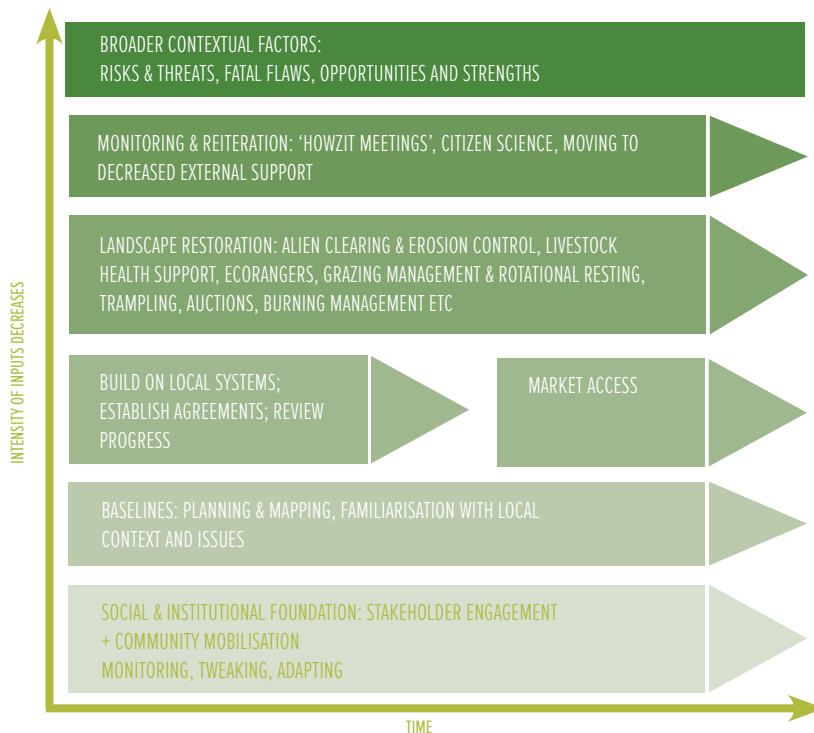 BROADER CONTEXTUAL FACTORS:
RISKS & THREATS, FATAL FLAWS, OPPORTUNITIES AND STRENGTHS
MONITORING & REITERATION: ‘HOWZIT MEETINGS’, CITIZEN SCIENCE, MOVING TO
DECREASED EXTERNAL SUPPORT
LANDSCAPE RESTORATION: ALIEN CLEARING & EROSION CONTROL, LIVESTOCK
HEALTH SUPPORT, ECORANGERS, GRAZING MANAGEMENT & ROTATIONAL RESTING,
TRAMPLING, AUCTIONS, BURNING MANAGEMENT ETC
BUILD ON LOCAL SYSTEMS;
ESTABLISH AGREEMENTS; REVIEW
PROGRESS
MARKET ACCESS
BASELINES: PLANNING & MAPPING, FAMILIARISATION WITH LOCAL
CONTEXT AND ISSUES
SOCIAL & INSTITUTIONAL FOUNDATION: STAKEHOLDER ENGAGEMENT
+ COMMUNITY MOBILISATION
MONITORING, TWEAKING, ADAPTING
INTENSITY OF INPUTS DECREASES
TIME